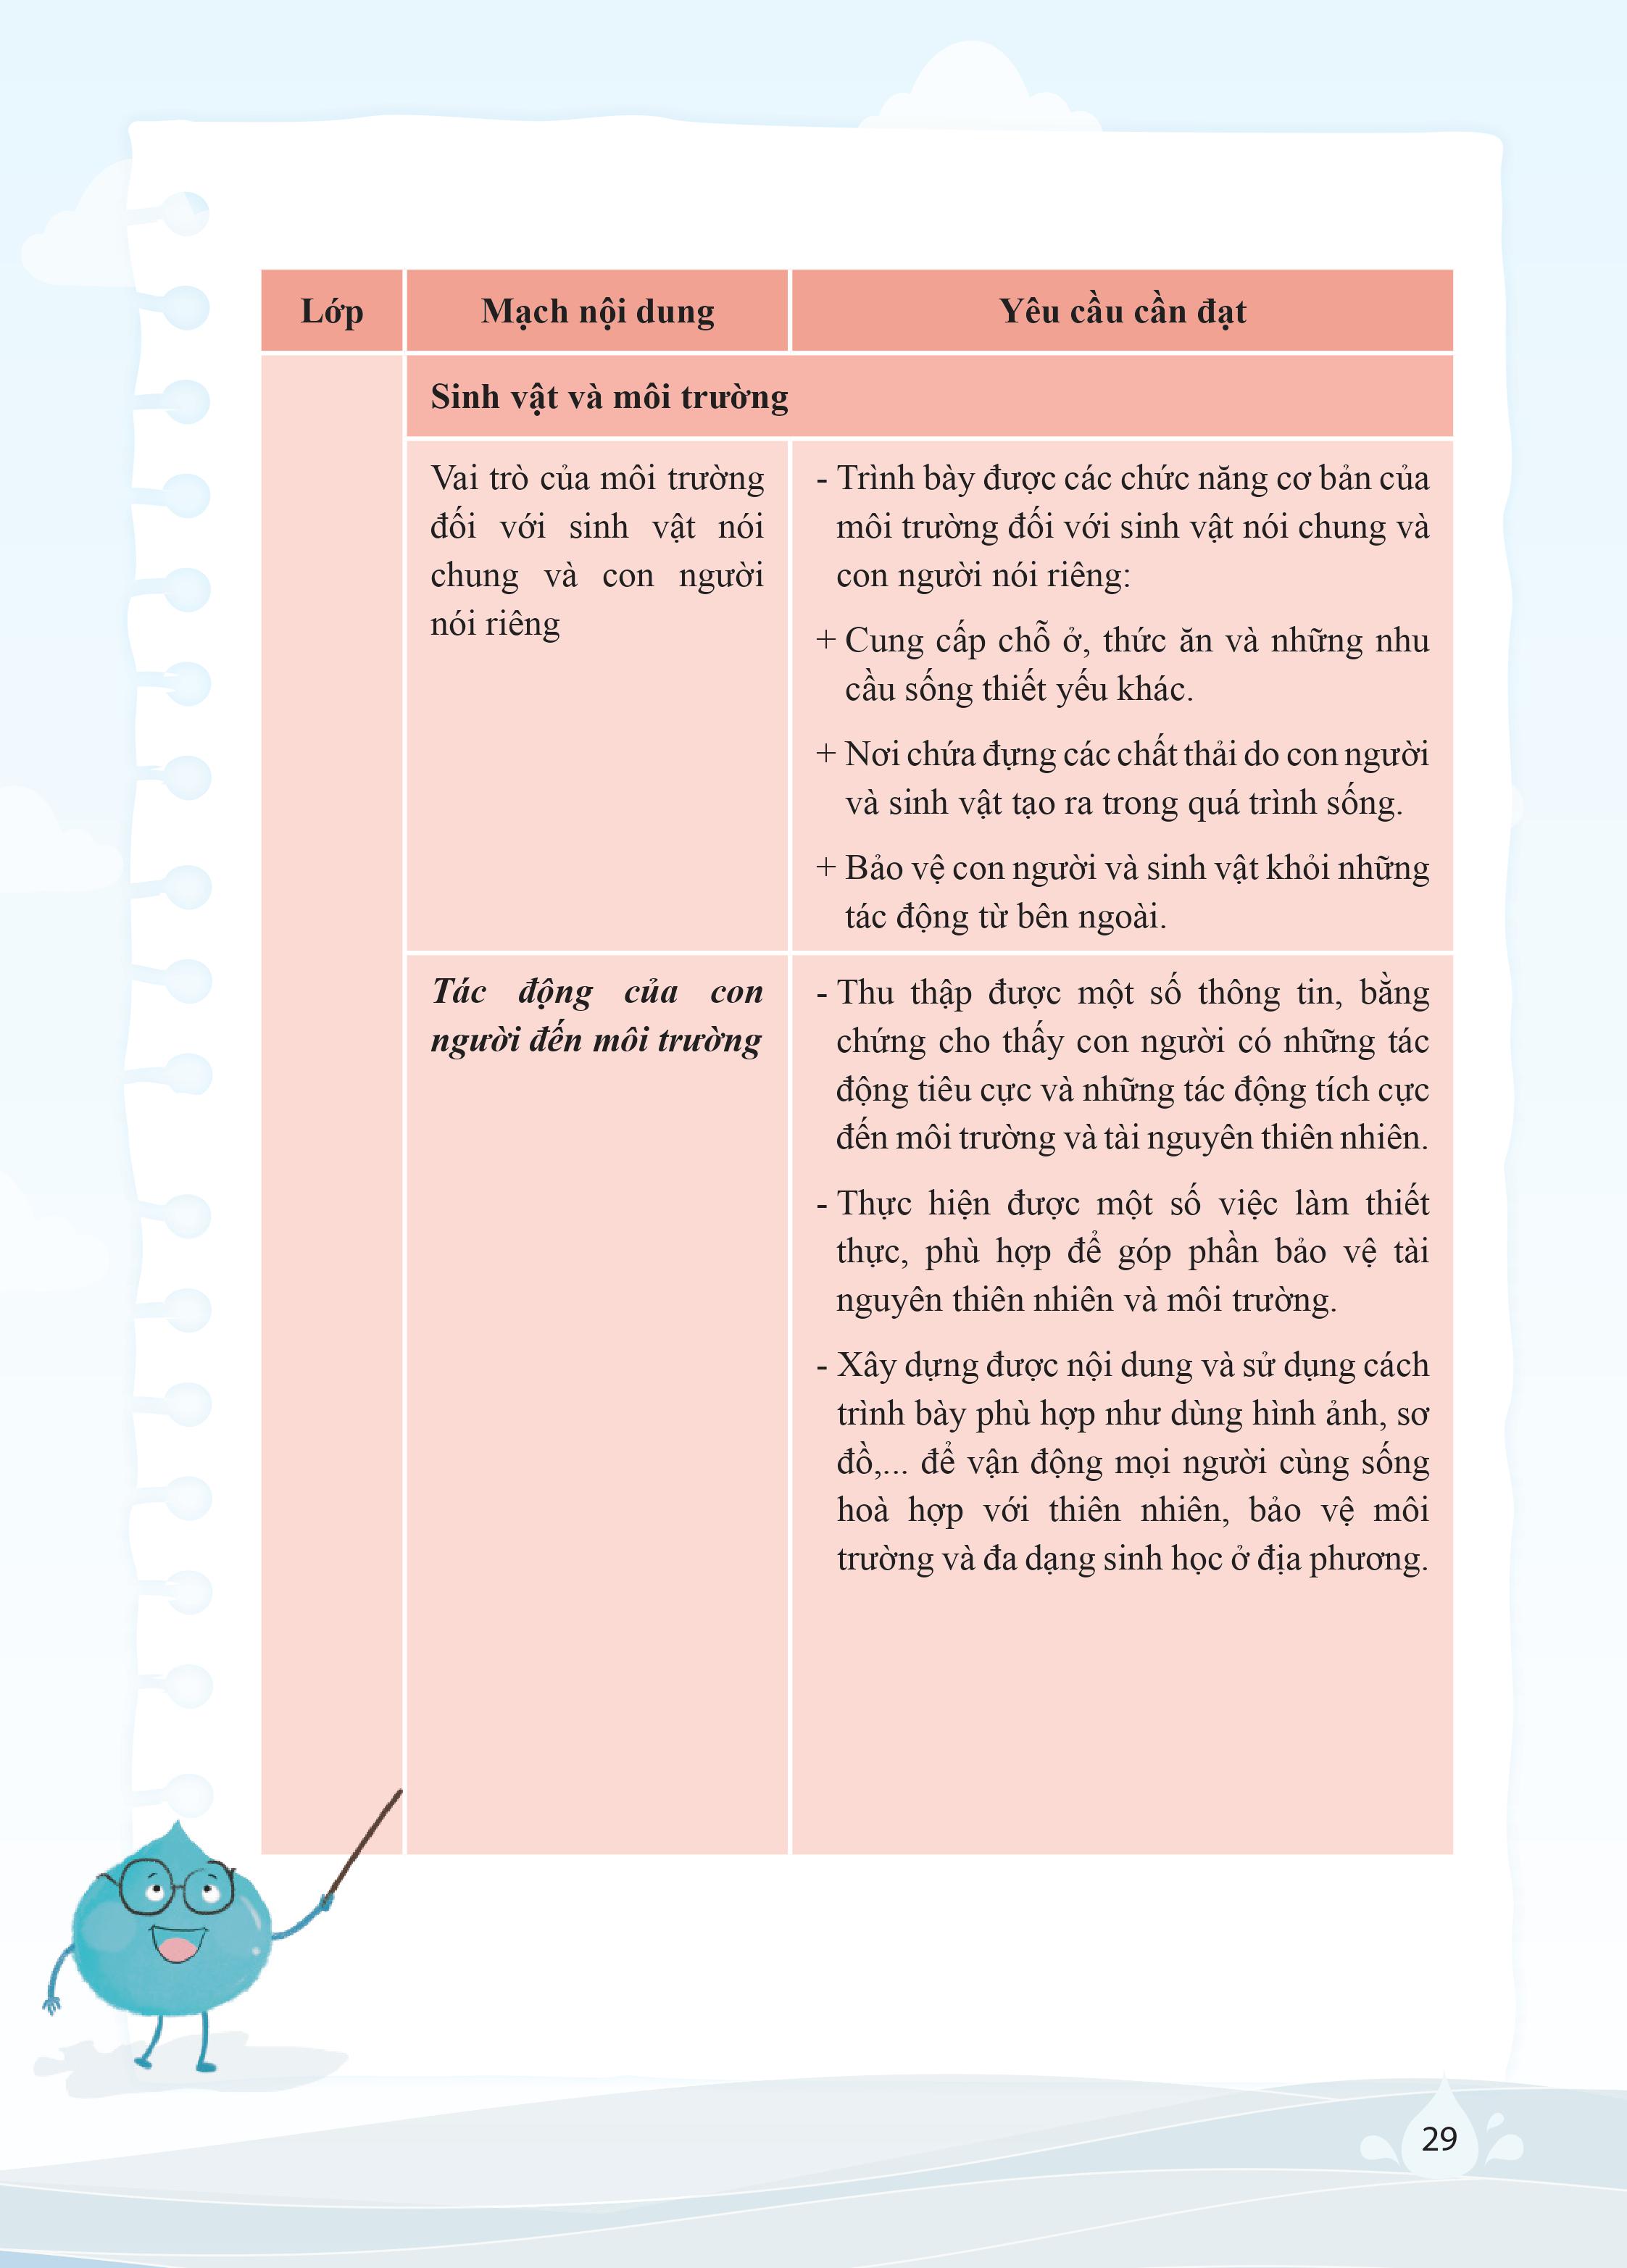 Lớp
Mạch nội dung
Yêu cầu cần đạt
Sinh vật và môi trường
Vai trò của môi trường
đối với sinh vật nói
chung và con người
nói riêng
- Trình bày được các chức năng cơ bản của
môi trường đối với sinh vật nói chung và
con người nói riêng:
+ Cung cấp chỗ ở, thức ăn và những nhu
cầu sống thiết yếu khác.
+ Nơi chứa đựng các chất thải do con người
và sinh vật tạo ra trong quá trình sống.
+ Bảo vệ con người và sinh vật khỏi những
tác động từ bên ngoài.
Tác động của con
người đến môi trường
- Thu thập được một số thông tin, bằng
chứng cho thấy con người có những tác
động tiêu cực và những tác động tích cực
đến môi trường và tài nguyên thiên nhiên.
- Thực hiện được một số việc làm thiết
thực, phù hợp để góp phần bảo vệ tài
nguyên thiên nhiên và môi trường.
- Xây dựng được nội dung và sử dụng cách
trình bày phù hợp như dùng hình ảnh, sơ
đồ,... để vận động mọi người cùng sống
hoà hợp với thiên nhiên, bảo vệ môi
trường và đa dạng sinh học ở địa phương.
29